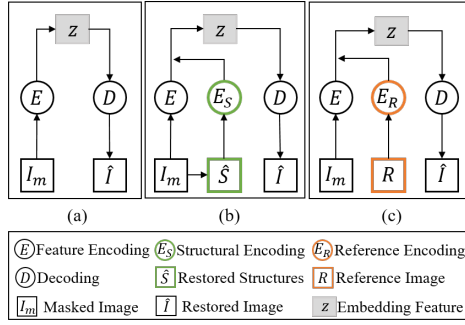 z z z
E D E E_S D E E_R D
I_m Î I_m Ŝ Î I_m R Î
(a) (b) (c)
E Feature Encoding E_S Structural Encoding E_R Reference Encoding
D Decoding Ŝ Restored Structures R Reference Image
I_m Masked Image Î Restored Image z Embedding Feature